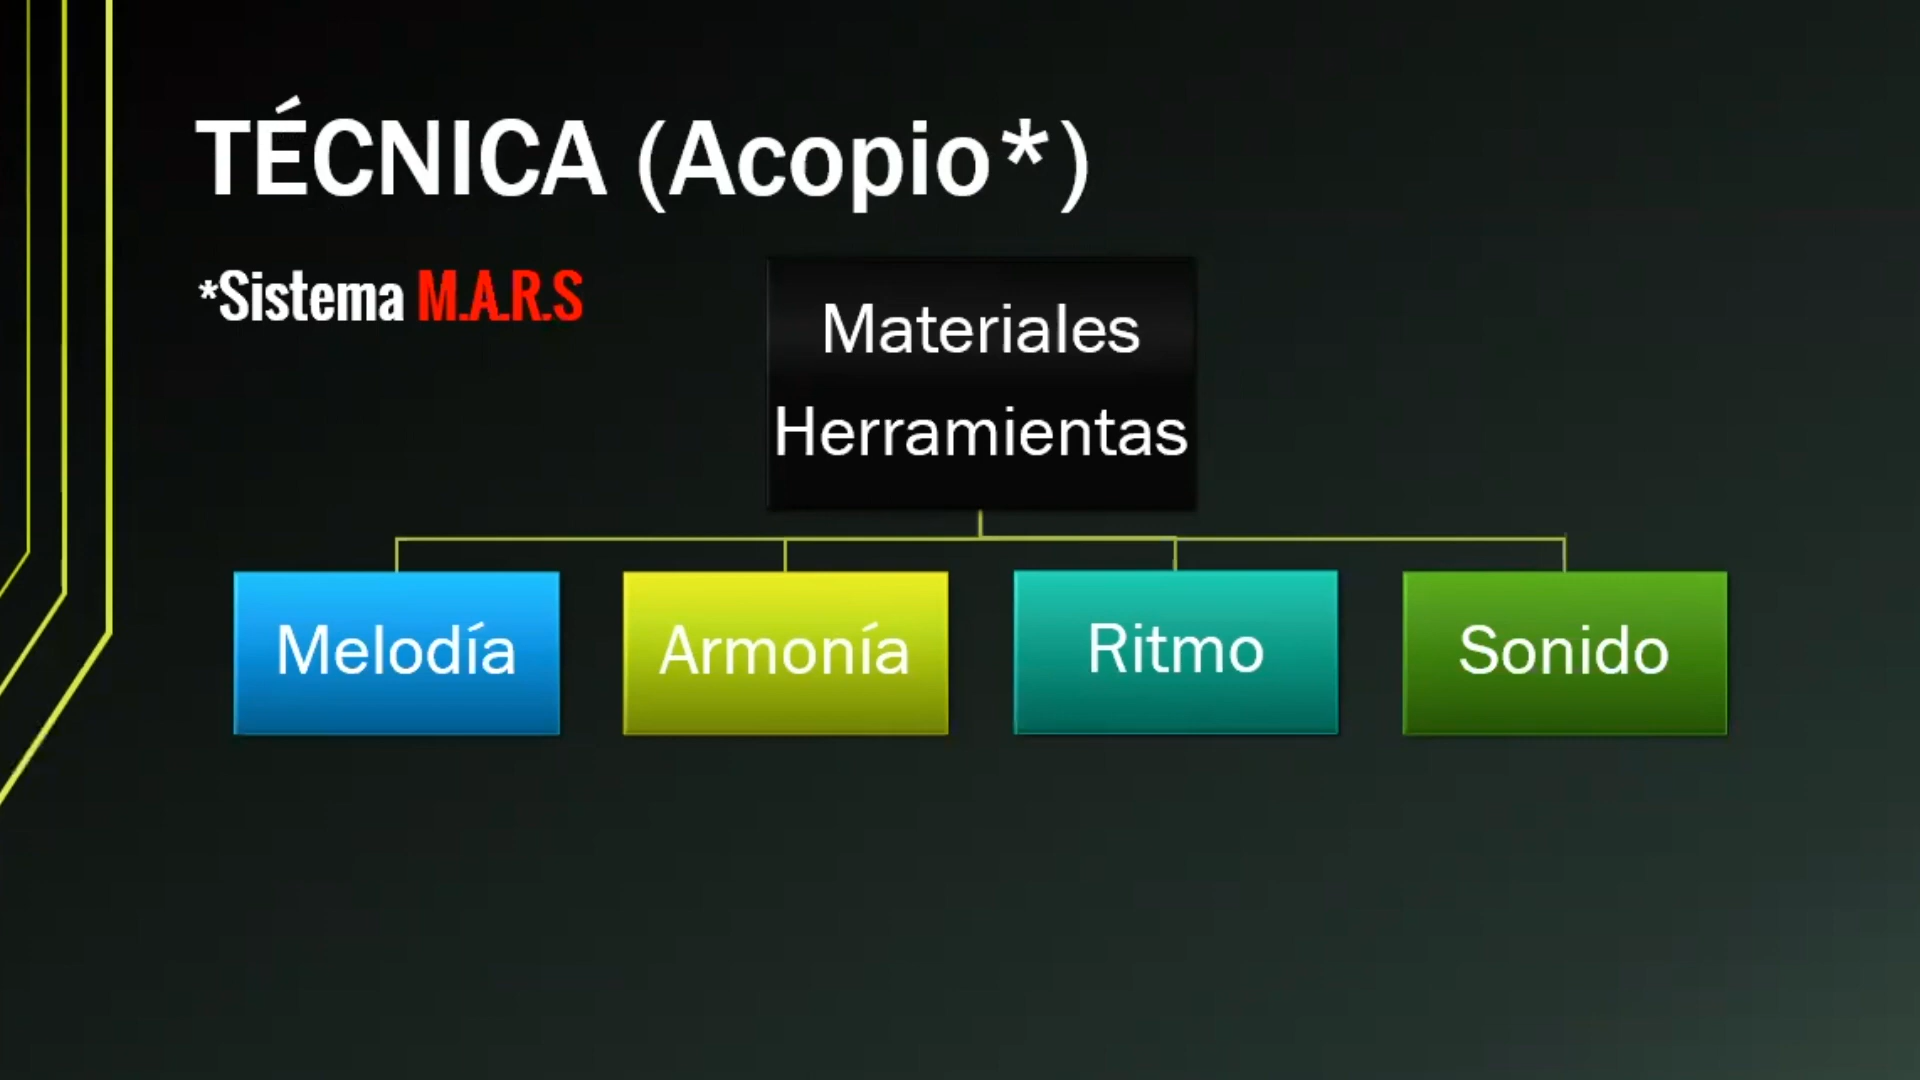 TÉCNICA (Acopio*)
*Sistema M.A.R.S
Materiales
Herramientas
Melodía
Armonía
Ritmo
Sonido